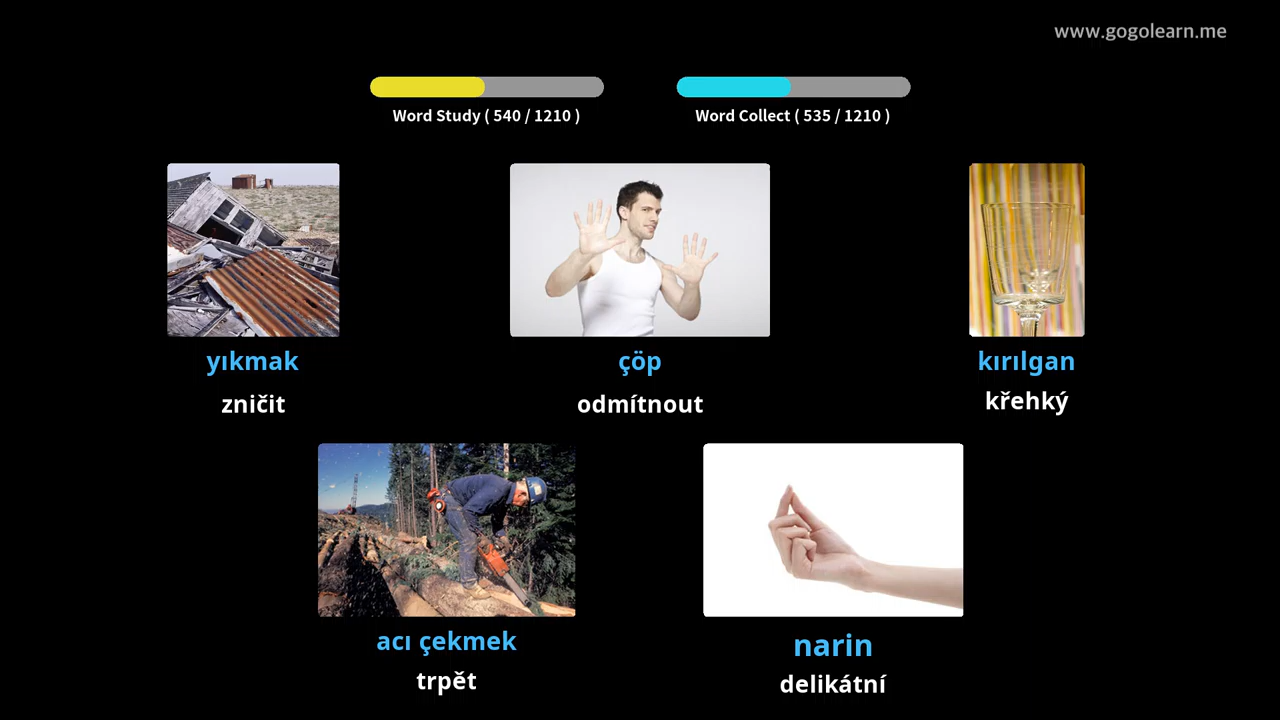 www.gogolearn.me
Word Study ( 540 / 1210 )
Word Collect ( 535 / 1210 )
yıkmak
zničit
çöp
odmítnout
kırılgan
křehký
acı çekmek
trpět
narin
delikátní